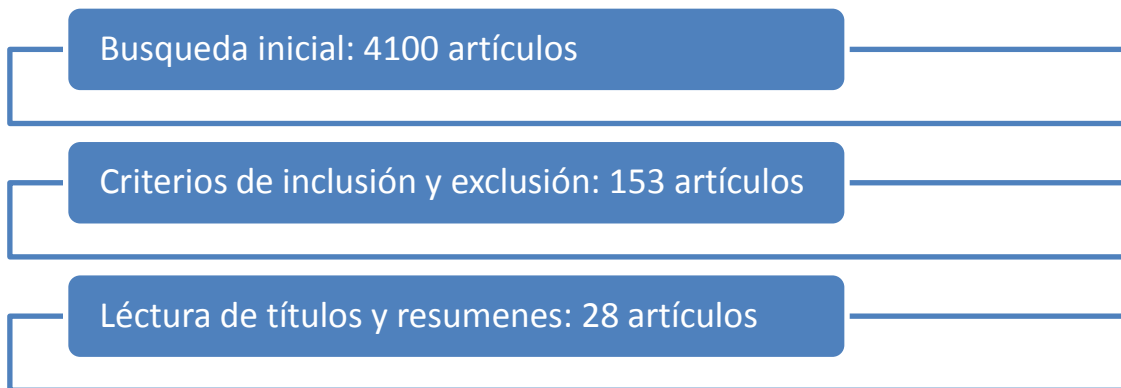 Busqueda inicial: 4100 artículos
Criterios de inclusión y exclusión: 153 artículos
Léctura de títulos y resumenes: 28 artículos